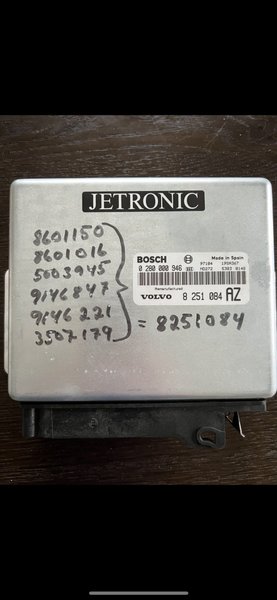 JETRONIC
8601150
8601016
5003945
9146847
9146221
3507179
= 8251084
BOSCH Made in Spain
0 280 000 946
Remanufactured
VOLVO 8 251 084 AZ